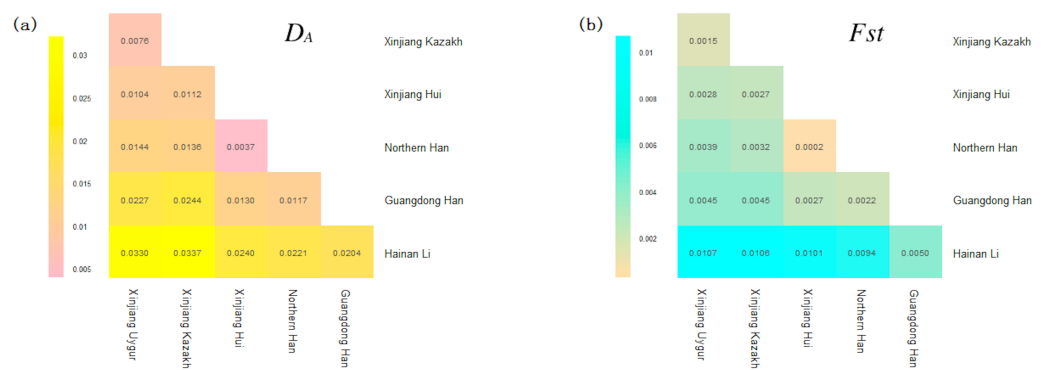 (a)
D_A
0.0076
Xinjiang Kazakh
0.03
0.0104 0.0112
Xinjiang Hui
0.025
0.02
0.0144 0.0136 0.0037
Northern Han
0.015
0.0227 0.0244 0.0130 0.0117
Guangdong Han
0.01
0.0330 0.0337 0.0240 0.0221 0.0204
Hainan Li
0.005
Xinjiang Uygur
Xinjiang Kazakh
Xinjiang Hui
Northern Han
Guangdong Han
(b)
Fst
0.0015
Xinjiang Kazakh
0.01
0.0028 0.0027
Xinjiang Hui
0.008
0.006
0.0039 0.0032 0.0002
Northern Han
0.004
0.0045 0.0045 0.0027 0.0022
Guangdong Han
0.002
0.0107 0.0106 0.0101 0.0094 0.0050
Hainan Li
Xinjiang Uygur
Xinjiang Kazakh
Xinjiang Hui
Northern Han
Guangdong Han